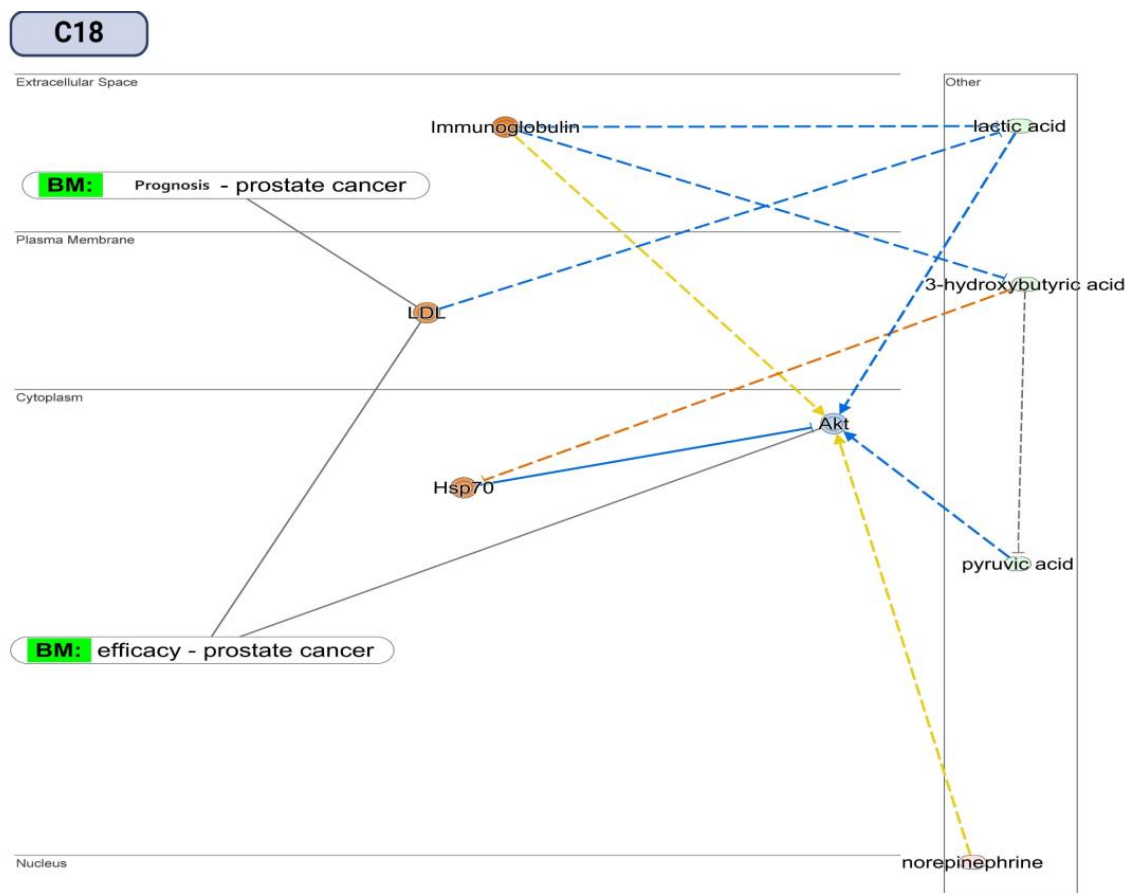 C18
Extracellular Space
Other
Immunoglobulin
lactic acid
BM: Prognosis - prostate cancer
Plasma Membrane
3-hydroxybutyric acid
LDL
Cytoplasm
Akt
Hsp70
pyruvic acid
BM: efficacy - prostate cancer
Nucleus
norepinephrine